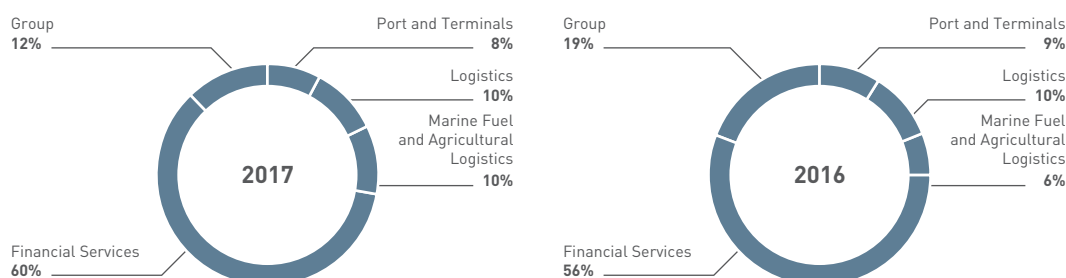 Group
12%
Port and Terminals
8%
Logistics
10%
Marine Fuel
and Agricultural
Logistics
10%
2017
Financial Services
60%
Group
19%
Port and Terminals
9%
Logistics
10%
Marine Fuel
and Agricultural
Logistics
6%
2016
Financial Services
56%